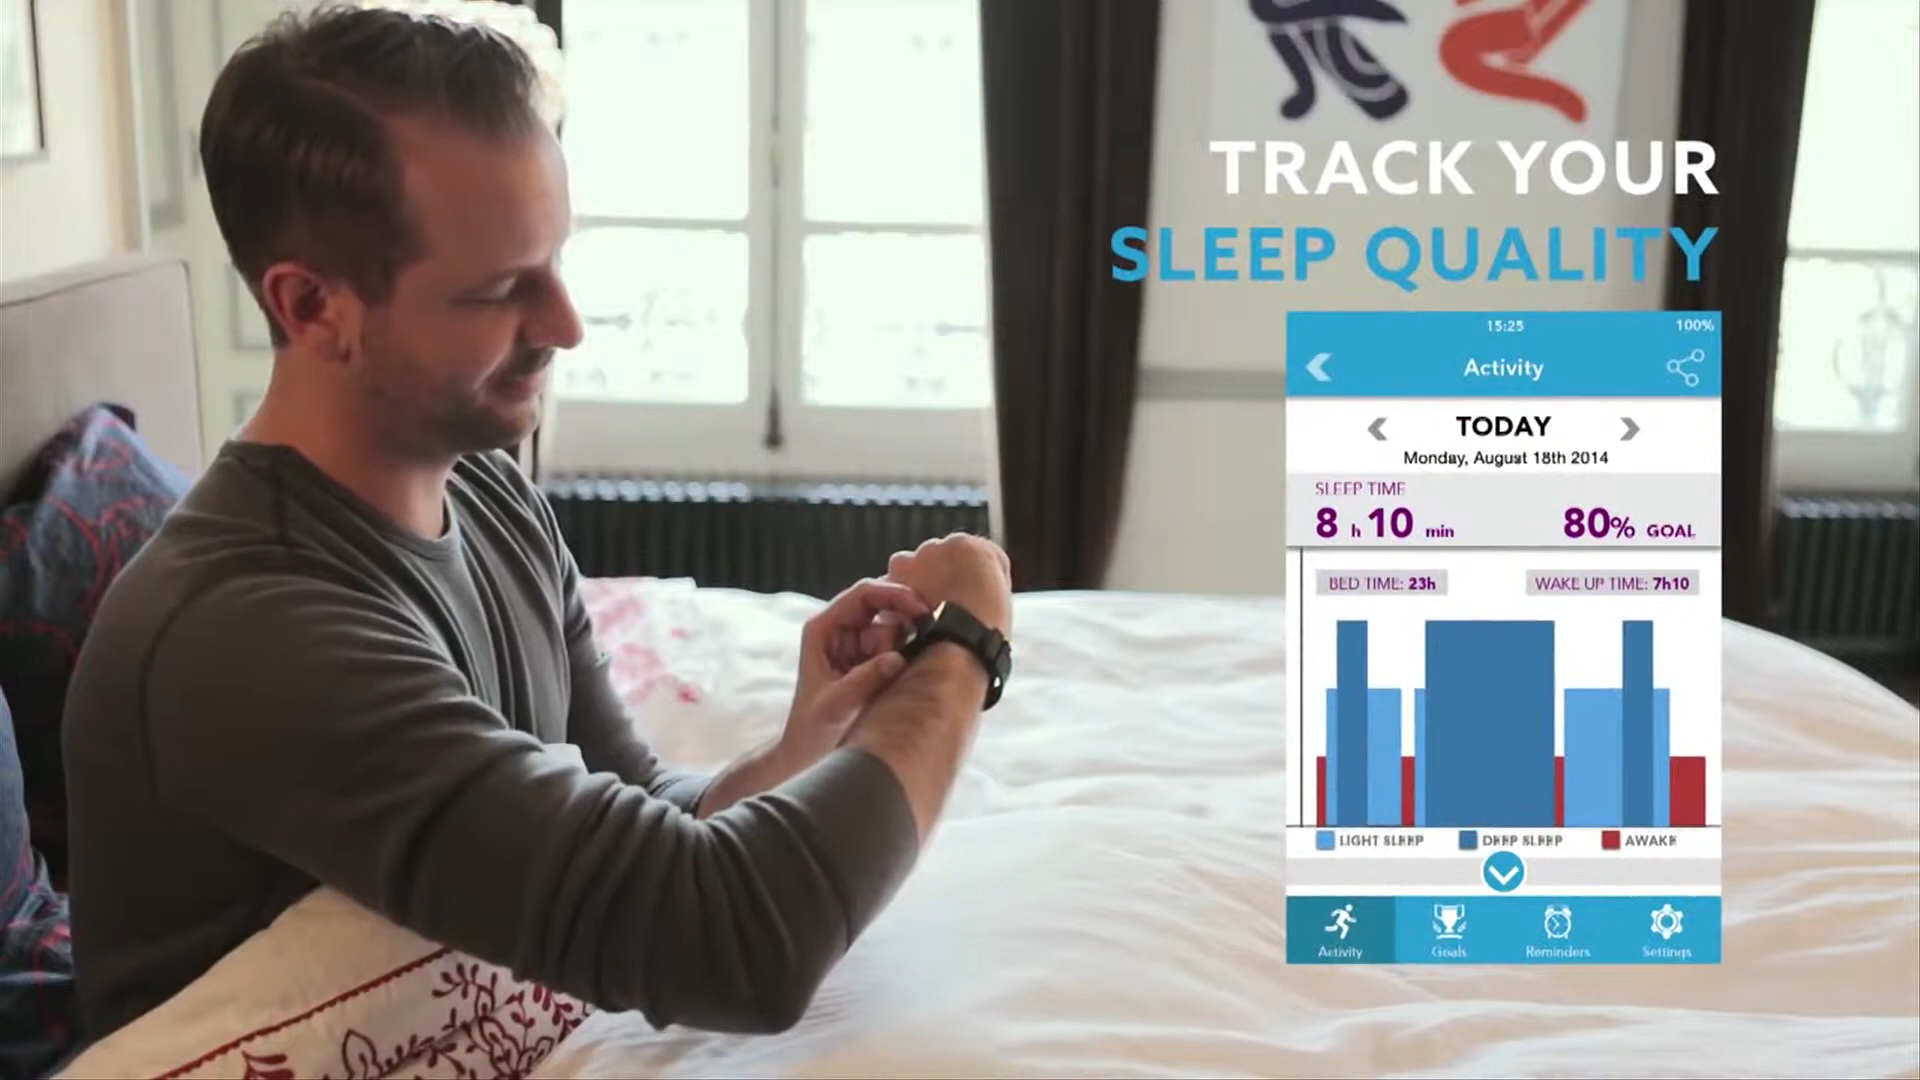 TRACK YOUR
SLEEP QUALITY
15:25 100%
Activity
TODAY
Monday, August 18th 2014
SLEEP TIME
8 h 10 min 80% GOAL
BED TIME: 23h WAKE UP TIME: 7h10
LIGHT SLEEP DEEP SLEEP AWAKE
Activity Goals Reminders Settings